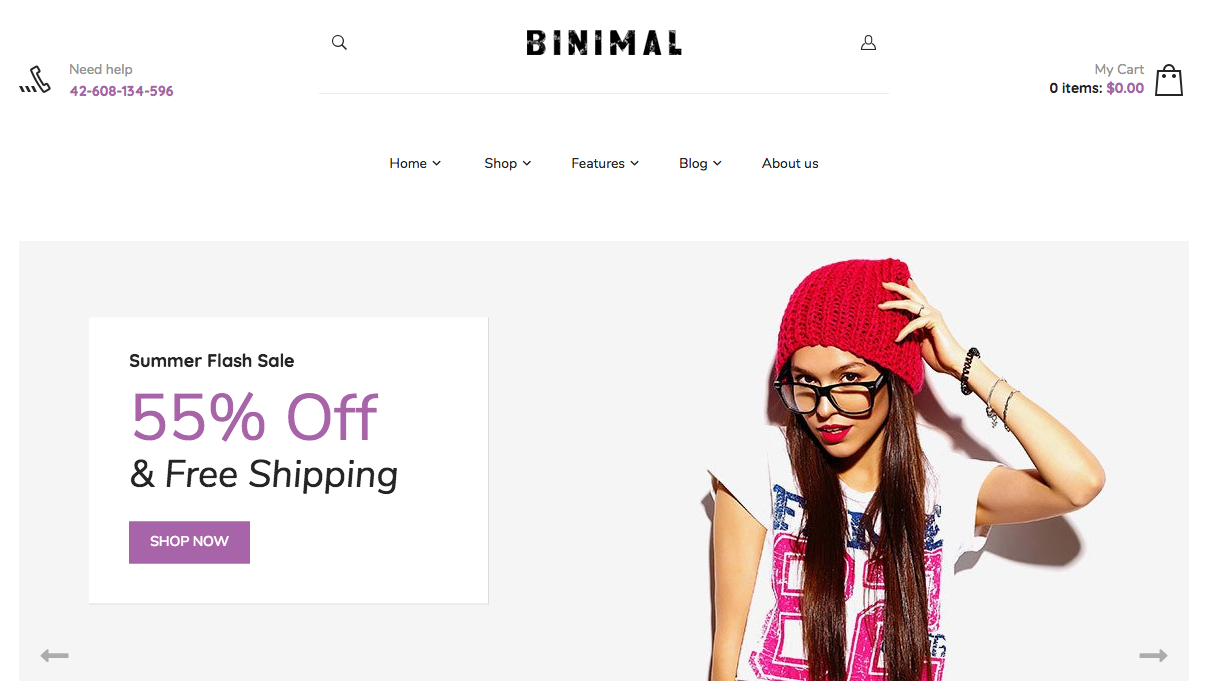 BINIMAL
Need help
42-608-134-596
My Cart
0 items: $0.00
Home
Shop
Features
Blog
About us
Summer Flash Sale
55% Off
& Free Shipping
SHOP NOW